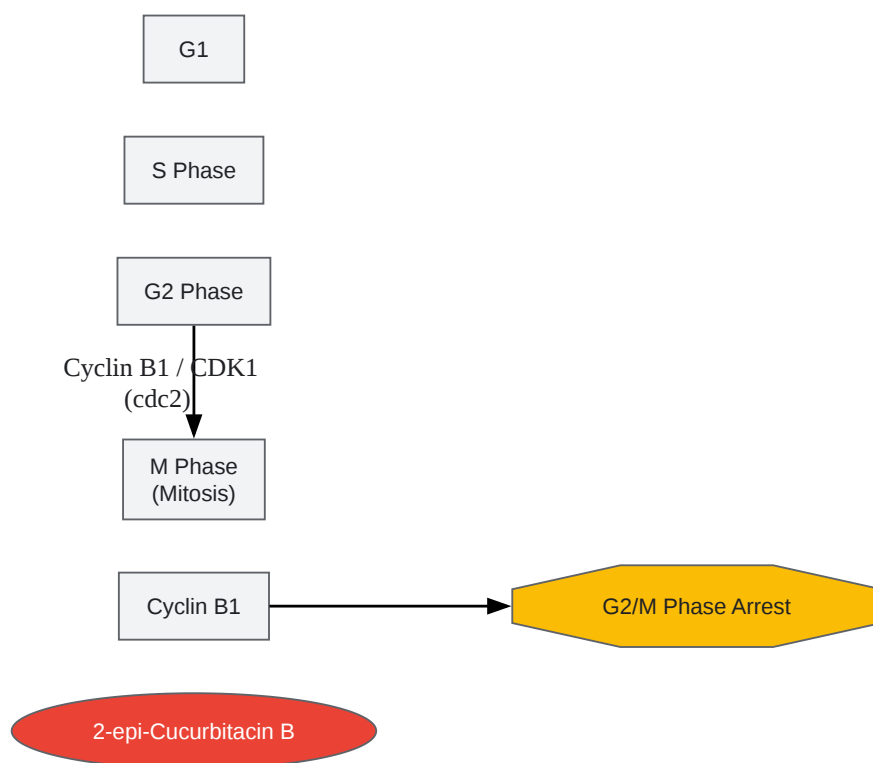 G1
S Phase
G2 Phase
Cyclin B1 / CDK1
(cdc2)
M Phase
(Mitosis)
Cyclin B1
G2/M Phase Arrest
2-epi-Cucurbitacin B